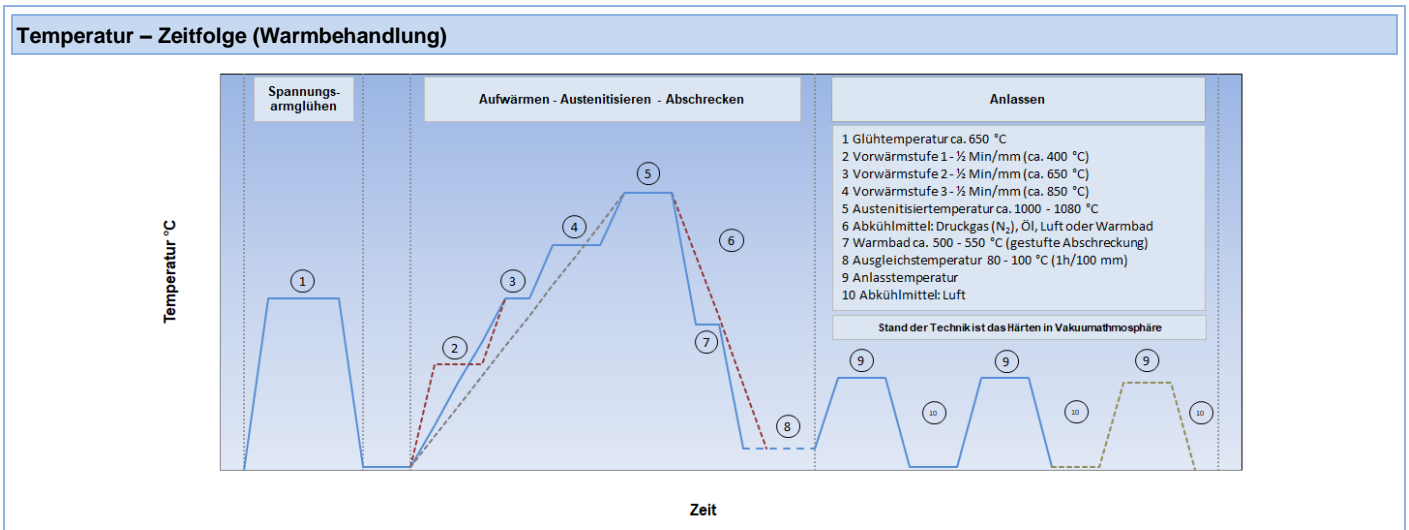 Temperatur – Zeitfolge (Warmbehandlung)
Spannungs-
armglühen
Aufwärmen - Austenitisieren - Abschrecken
Anlassen
1 Glühtemperatur ca. 650 °C
2 Vorwärmstufe 1 - ½ Min/mm (ca. 400 °C)
3 Vorwärmstufe 2 - ½ Min/mm (ca. 650 °C)
4 Vorwärmstufe 3 - ½ Min/mm (ca. 850 °C)
5 Austenitisiertemperatur ca. 1000 - 1080 °C
6 Abkühlmittel: Druckgas (N₂), Öl, Luft oder Warmbad
7 Warmbad ca. 500 - 550 °C (gestufte Abschreckung)
8 Ausgleichstemperatur 80 - 100 °C (1h/100 mm)
9 Anlasstemperatur
10 Abkühlmittel: Luft
Stand der Technik ist das Härten in Vakuumathmosphäre
Temperatur °C
1
2
3
4
5
6
7
8
9
10
9
10
9
10
Zeit